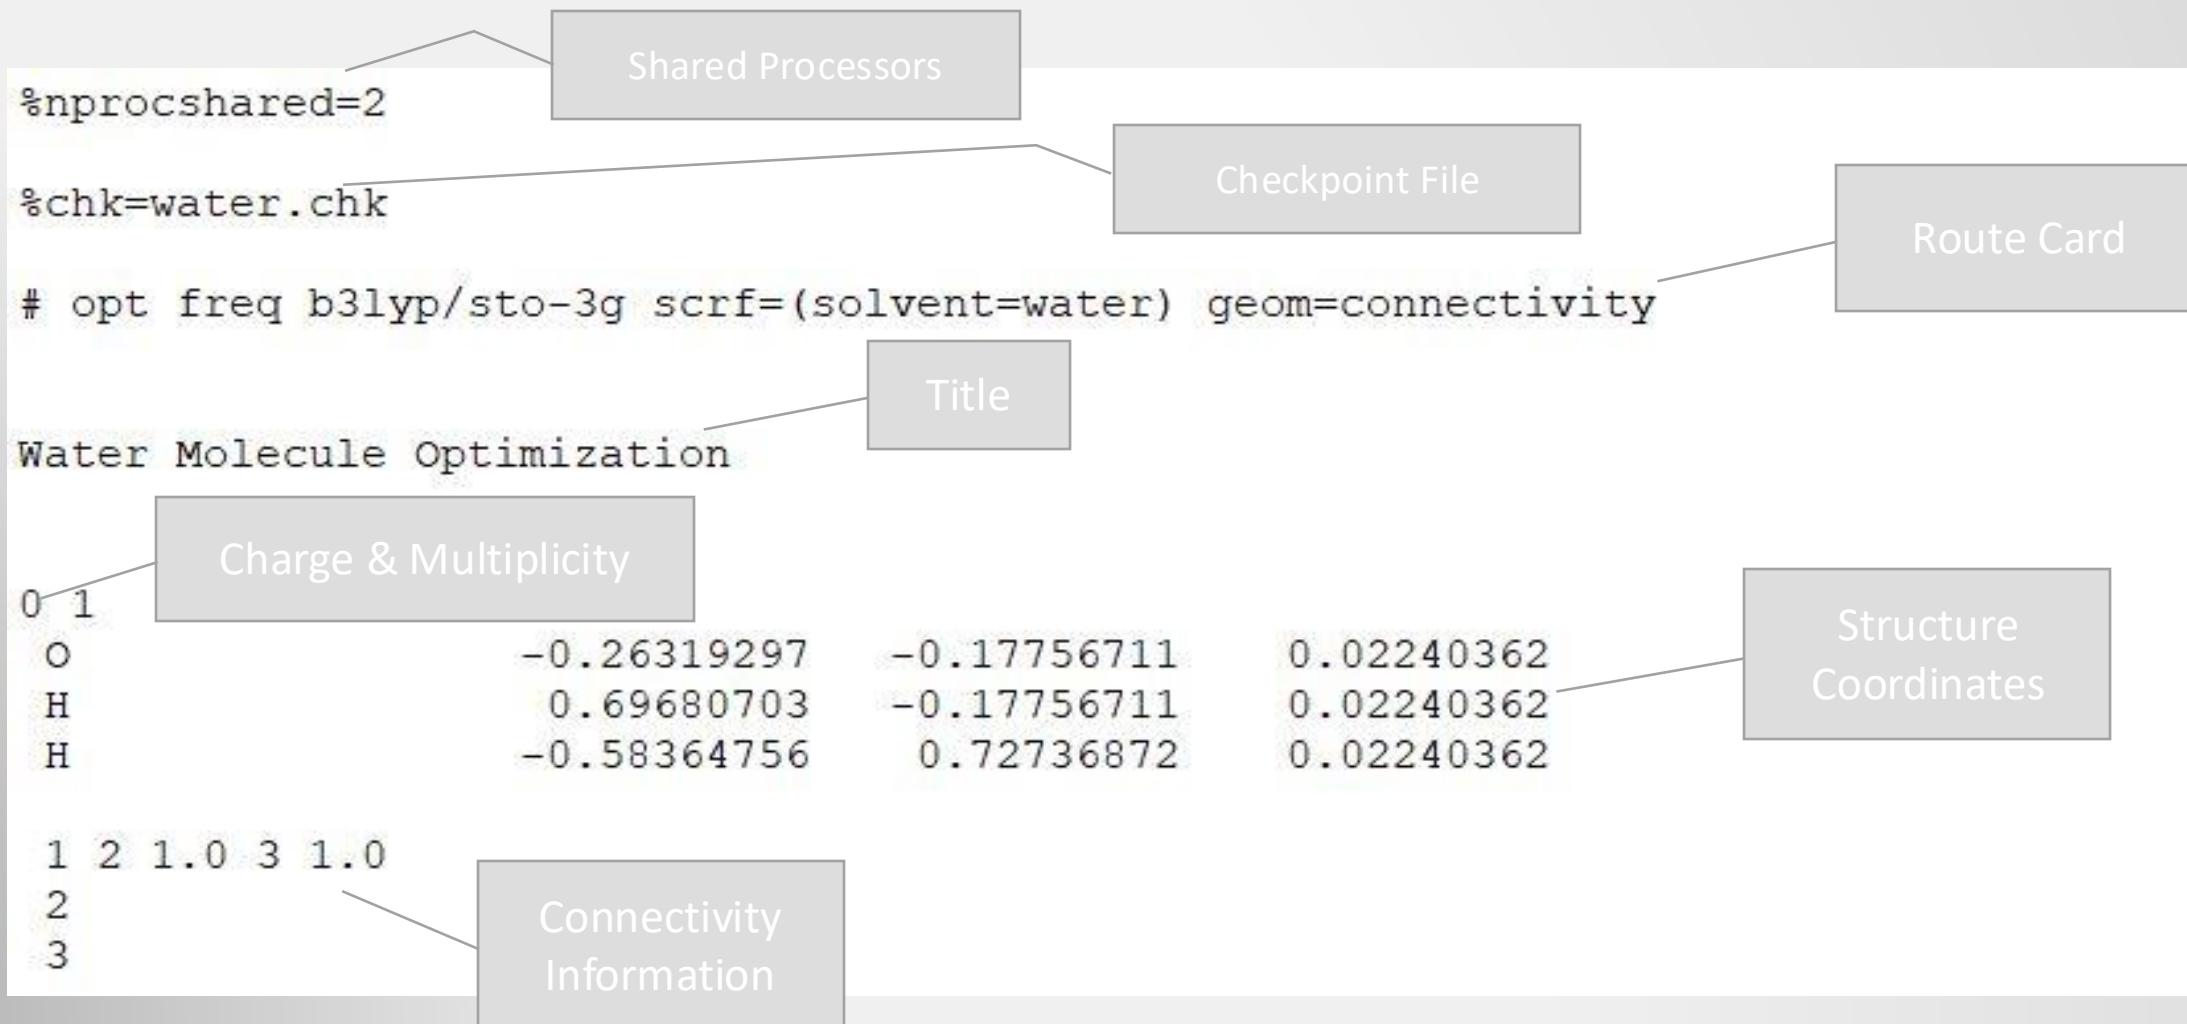 Shared Processors
%nprocshared=2
Checkpoint File
%chk=water.chk
Route Card
# opt freq b3lyp/sto-3g scrf=(solvent=water) geom=connectivity
Title
Water Molecule Optimization
Charge & Multiplicity
0 1
O -0.26319297 -0.17756711 0.02240362
H 0.69680703 -0.17756711 0.02240362
H -0.58364756 0.72736872 0.02240362
Structure
Coordinates
1 2 1.0 3 1.0
2
3
Connectivity
Information